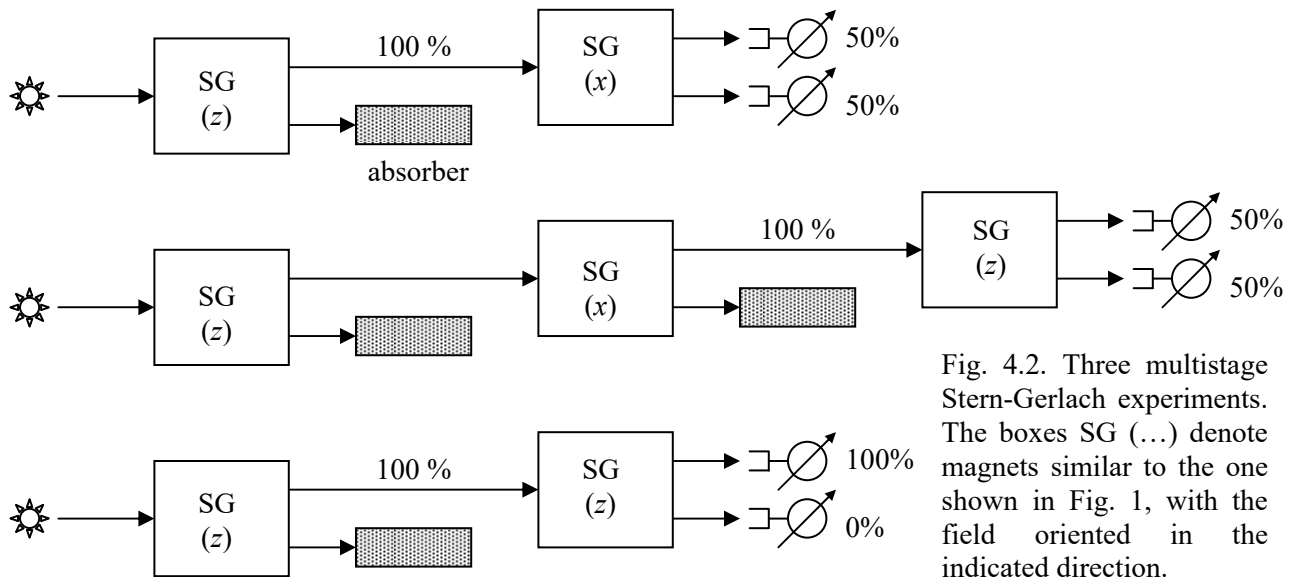 100 %
SG
(z)
SG
(x)
50%
50%
absorber
100 %
SG
(z)
SG
(x)
SG
(z)
50%
50%
100 %
SG
(z)
SG
(z)
100%
0%
Fig. 4.2. Three multistage
Stern-Gerlach experiments.
The boxes SG (…) denote
magnets similar to the one
shown in Fig. 1, with the
field oriented in the
indicated direction.